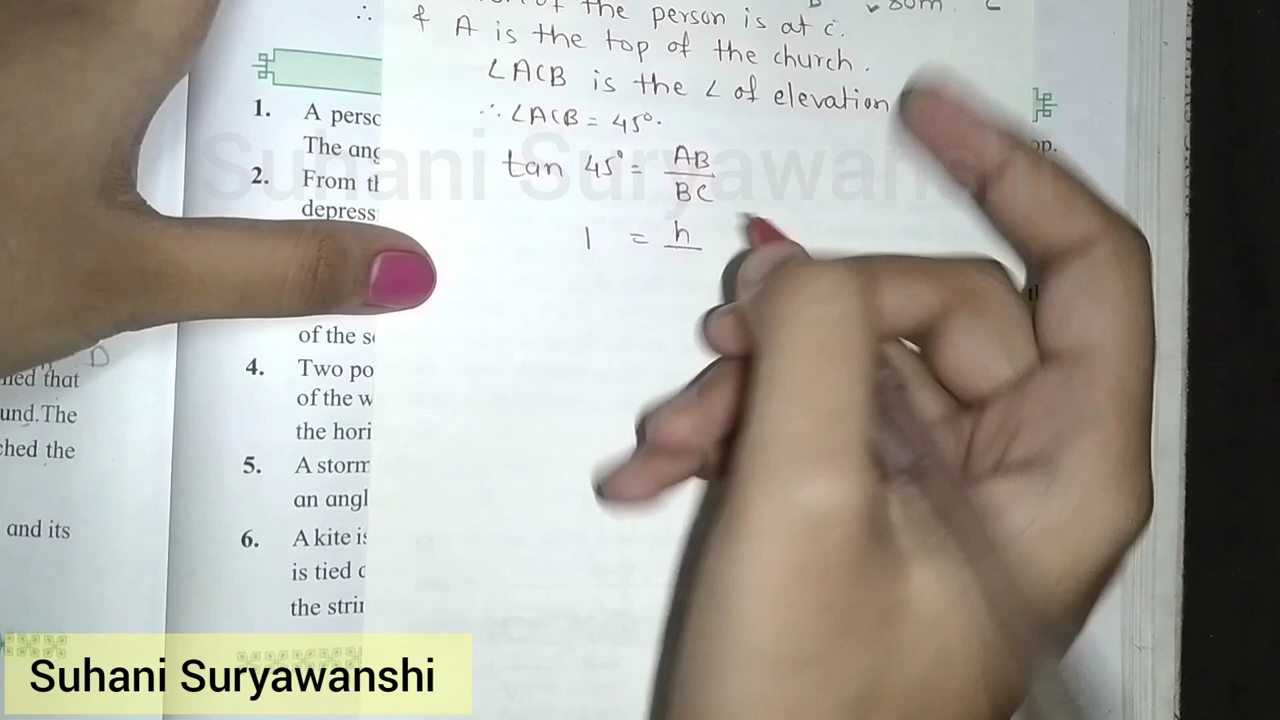 the person is at c.
& A is the top of the church.
∠ACB is the ∠ of elevation
∴ ∠ACB = 45°.
tan 45° = AB/BC
1 = h
∴
1. A perso
The ang
2. From th
depress
of the s
4. Two po
of the w
the hori
5. A storm
an angl
6. A kite is
is tied
the strin
D
that
und.The
ched the
and its
op.
Suhani Suryawanshi
Suhani Suryawanshi